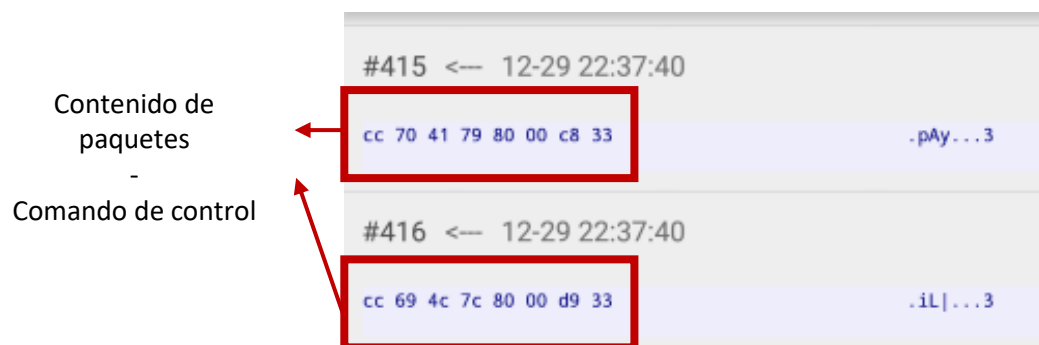 #415 <--- 12-29 22:37:40
Contenido de
paquetes
-
Comando de control
cc 70 41 79 80 00 c8 33 .pAy...3
#416 <--- 12-29 22:37:40
cc 69 4c 7c 80 00 d9 33 .iL|...3